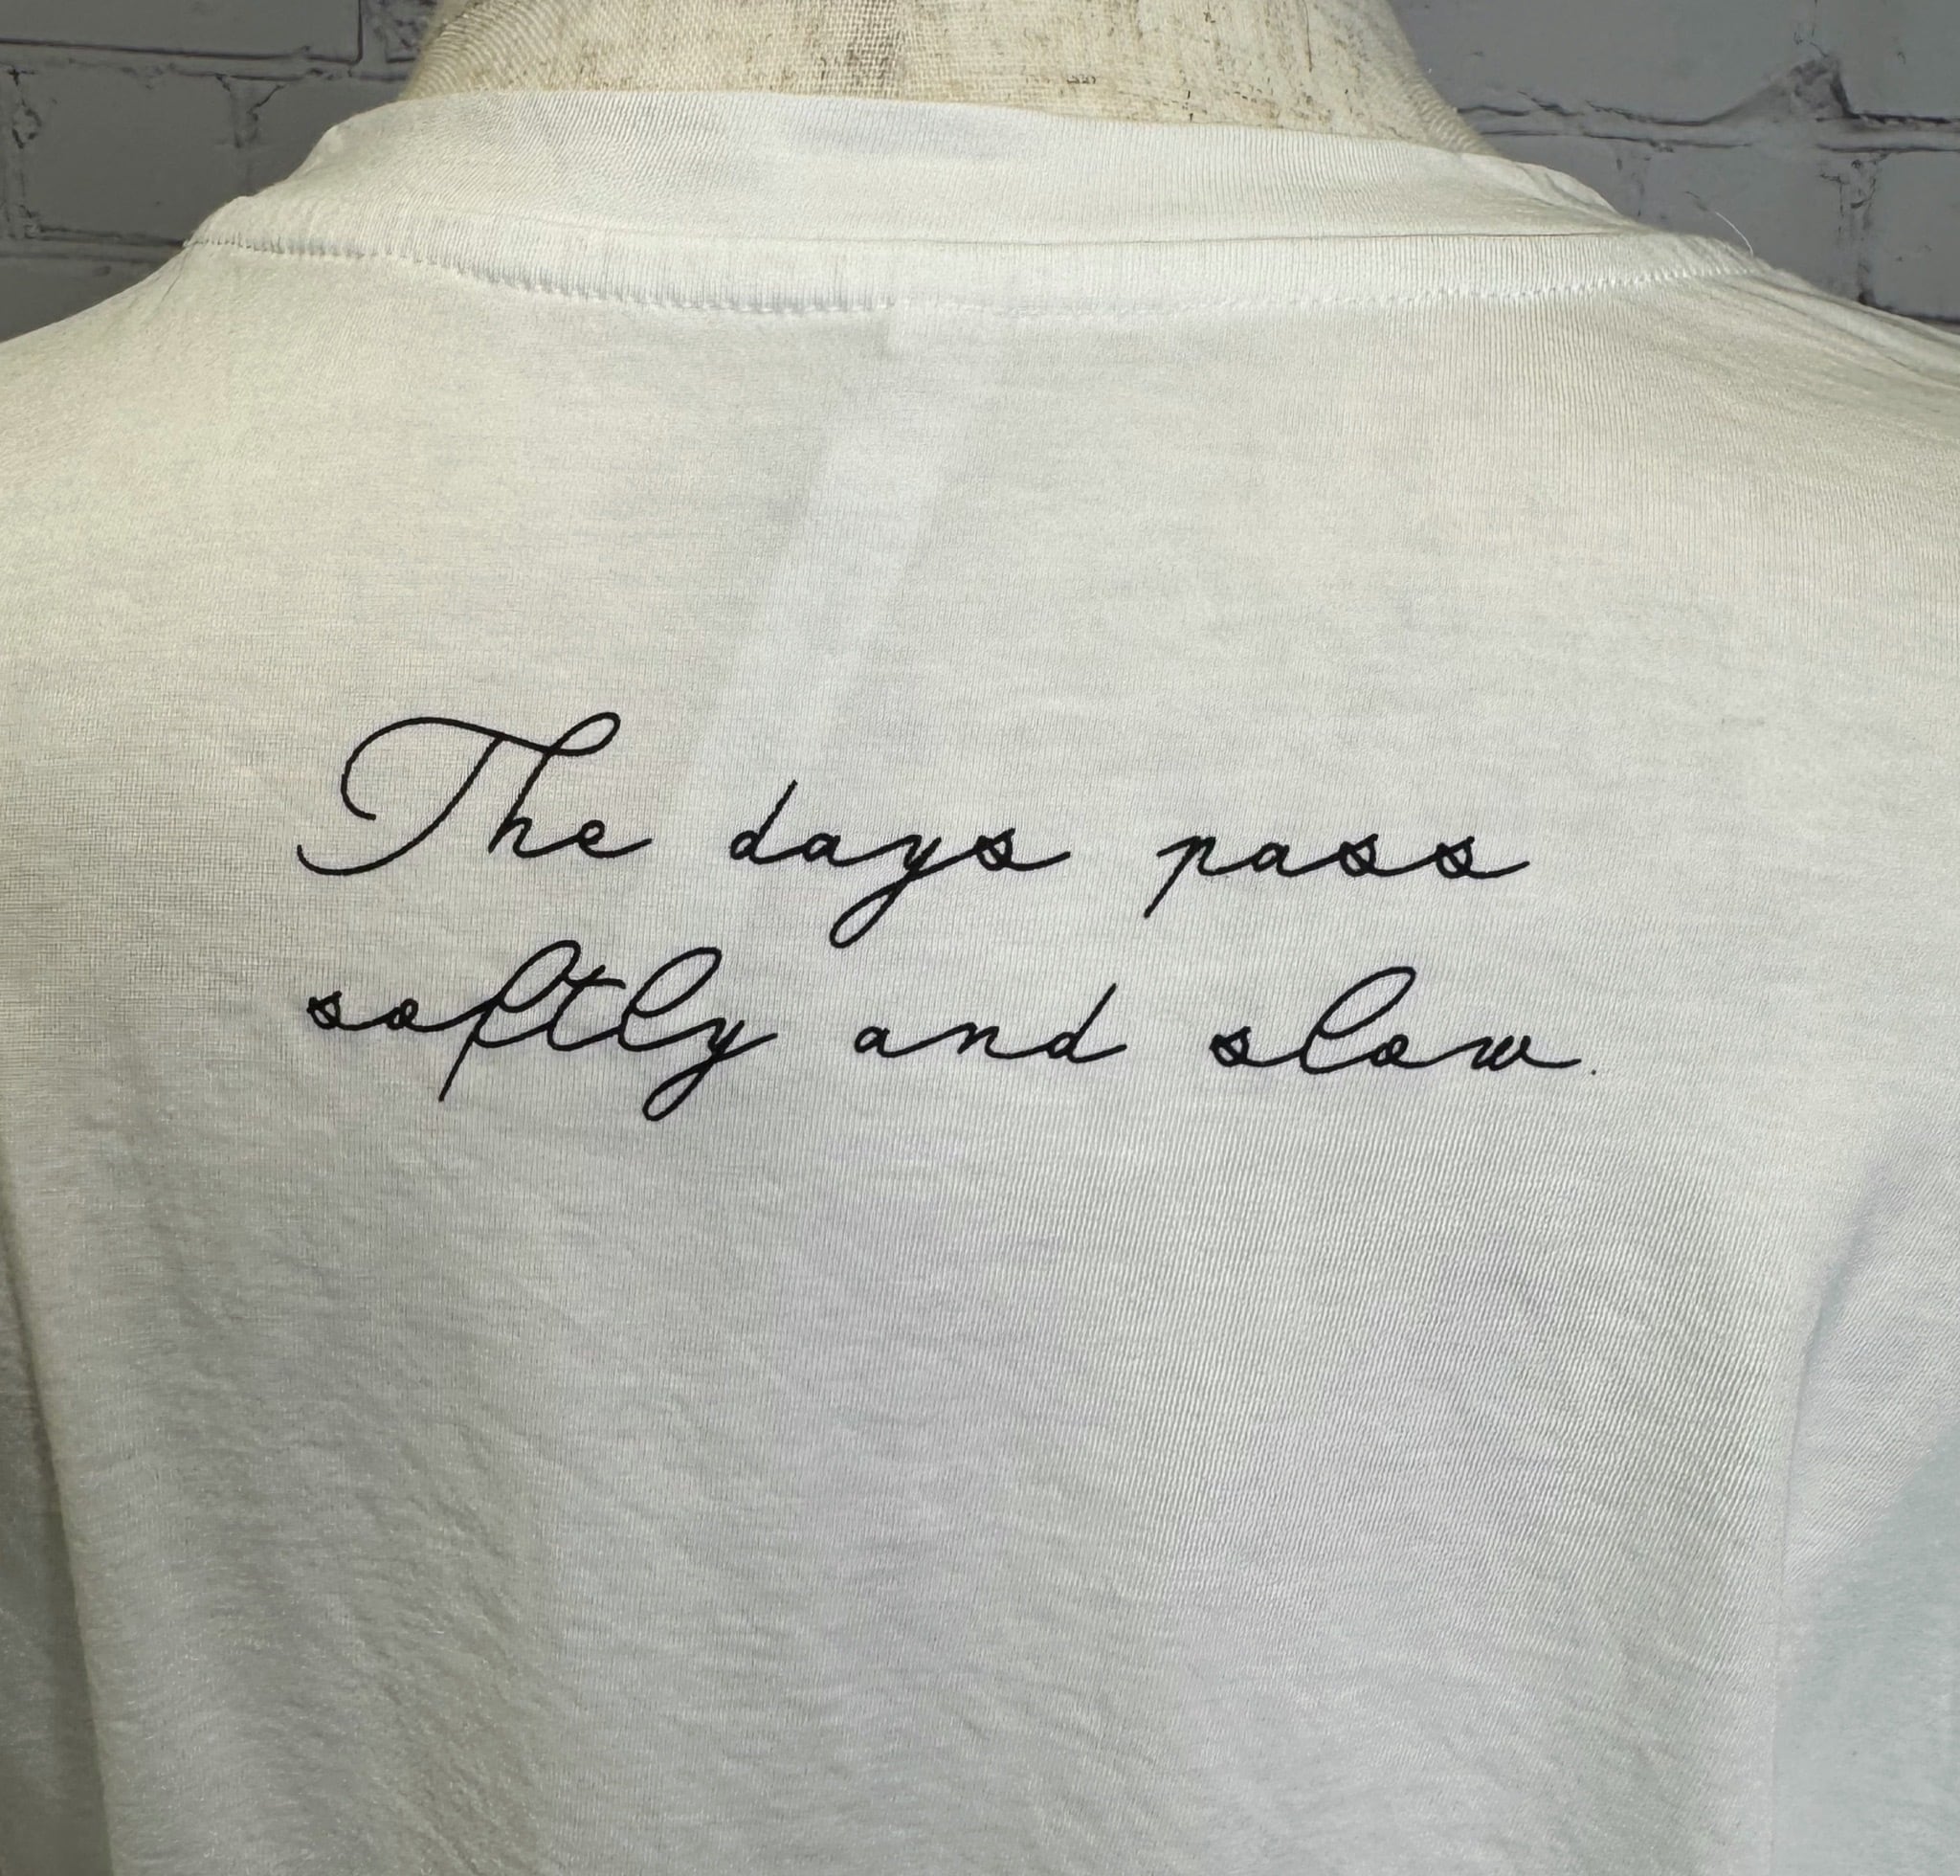 The days pass
softly and slow.